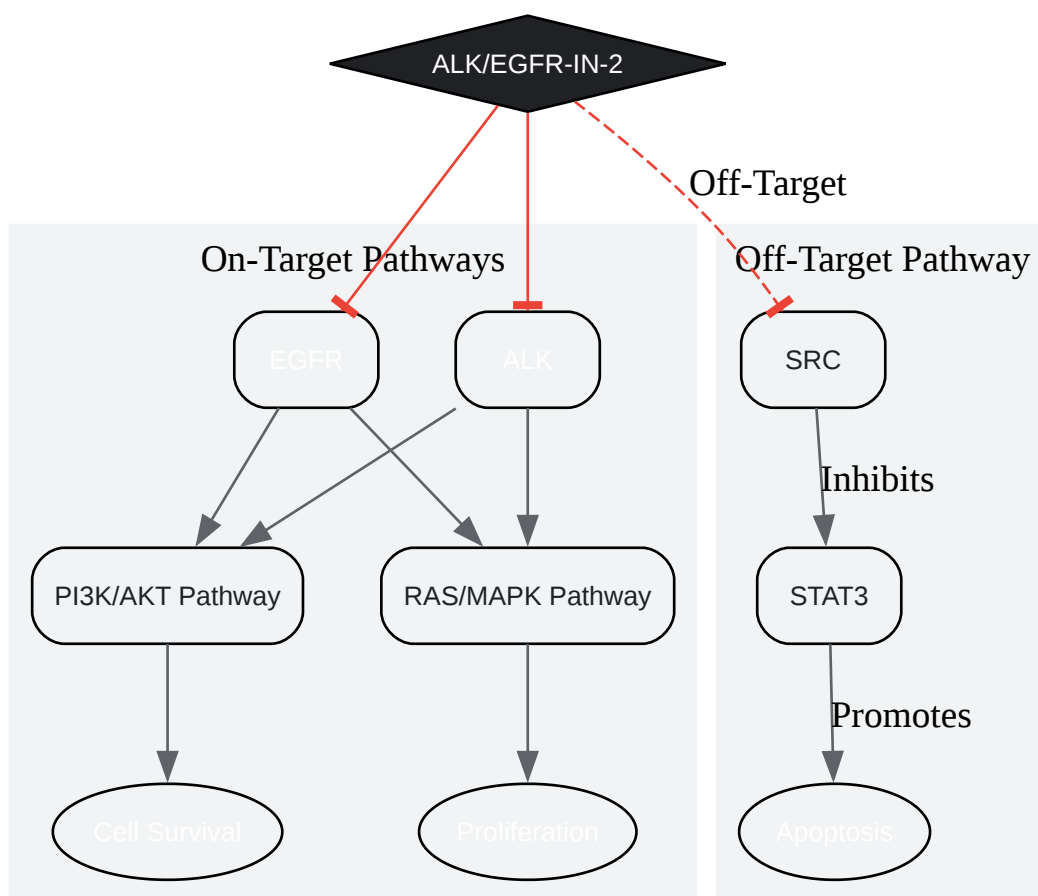 ALK/EGFR-IN-2
Off-Target
On-Target Pathways
Off-Target Pathway
EGFR
ALK
SRC
Inhibits
PI3K/AKT Pathway
RAS/MAPK Pathway
STAT3
Promotes
Cell Survival
Proliferation
Apoptosis